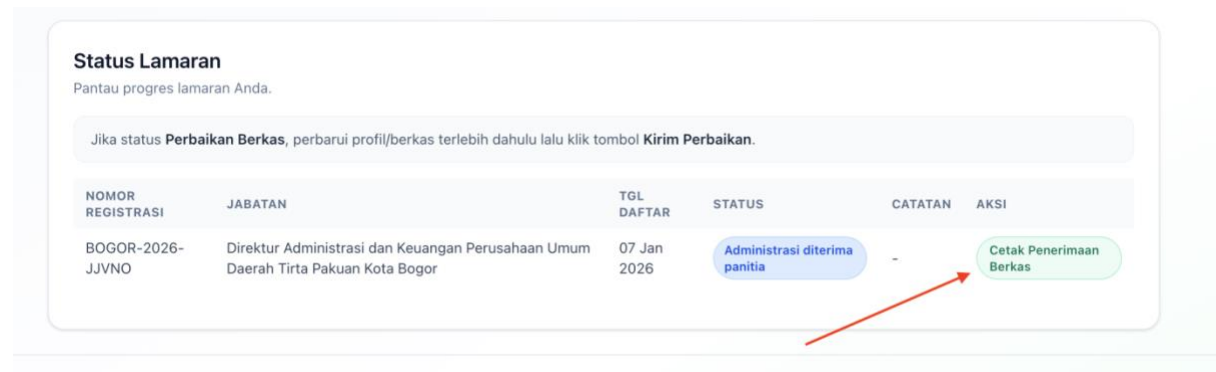 Status Lamaran
Pantau progres lamaran Anda.
Jika status Perbaikan Berkas, perbarui profil/berkas terlebih dahulu lalu klik tombol Kirim Perbaikan.
NOMOR REGISTRASI JABATAN TGL DAFTAR STATUS CATATAN AKSI
BOGOR-2026-JJVNO Direktur Administrasi dan Keuangan Perusahaan Umum Daerah Tirta Pakuan Kota Bogor 07 Jan 2026 Administrasi diterima panitia - Cetak Penerimaan Berkas